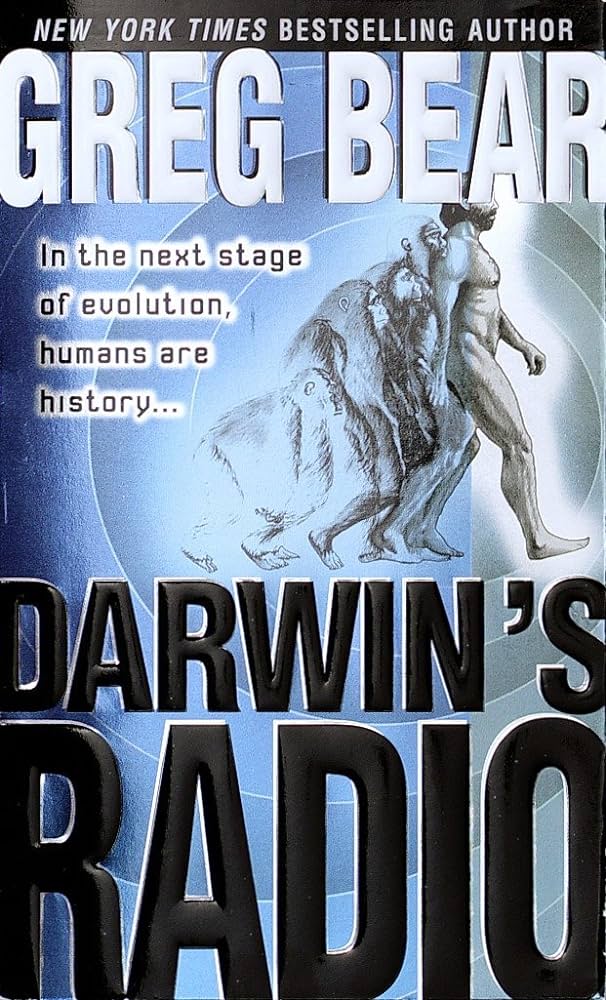 NEW YORK TIMES BESTSELLING AUTHOR
GREG BEAR
In the next stage
of evolution,
humans are
history...
DARWIN'S
RADIO